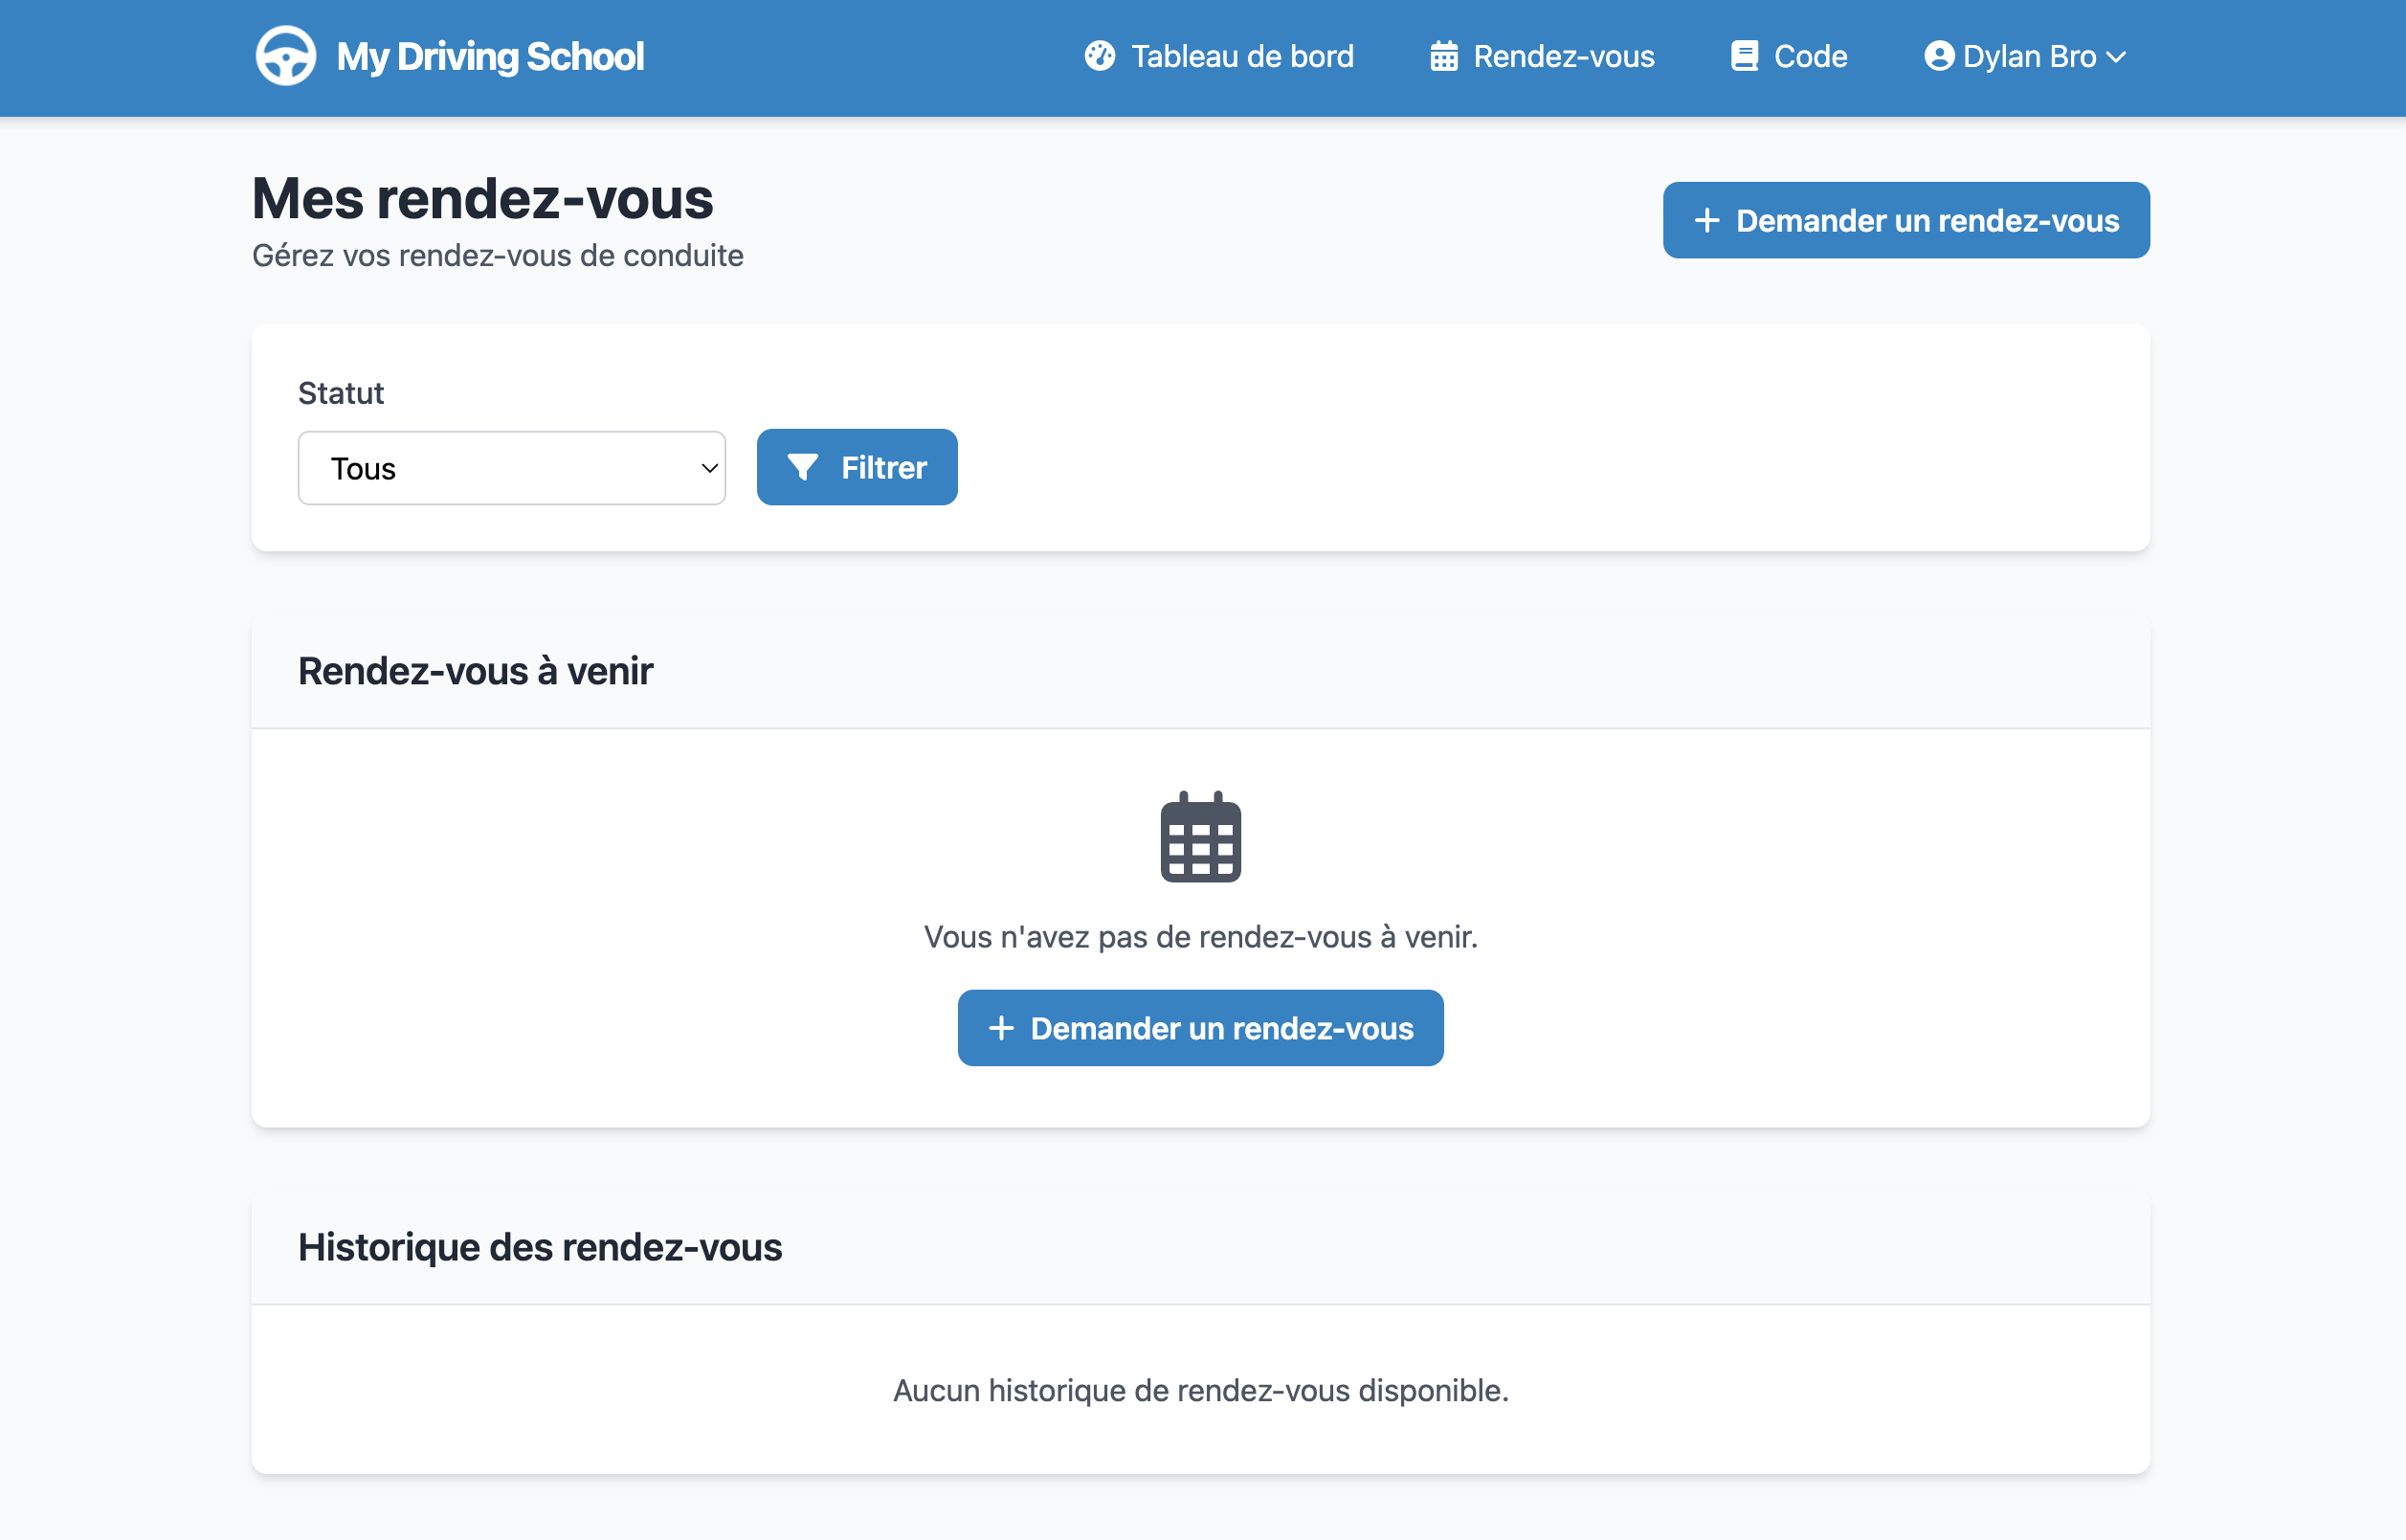 My Driving School
Tableau de bord
Rendez-vous
Code
Dylan Bro
Mes rendez-vous
Gérez vos rendez-vous de conduite
Demander un rendez-vous
Statut
Tous
Filtrer
Rendez-vous à venir
Vous n'avez pas de rendez-vous à venir.
Demander un rendez-vous
Historique des rendez-vous
Aucun historique de rendez-vous disponible.